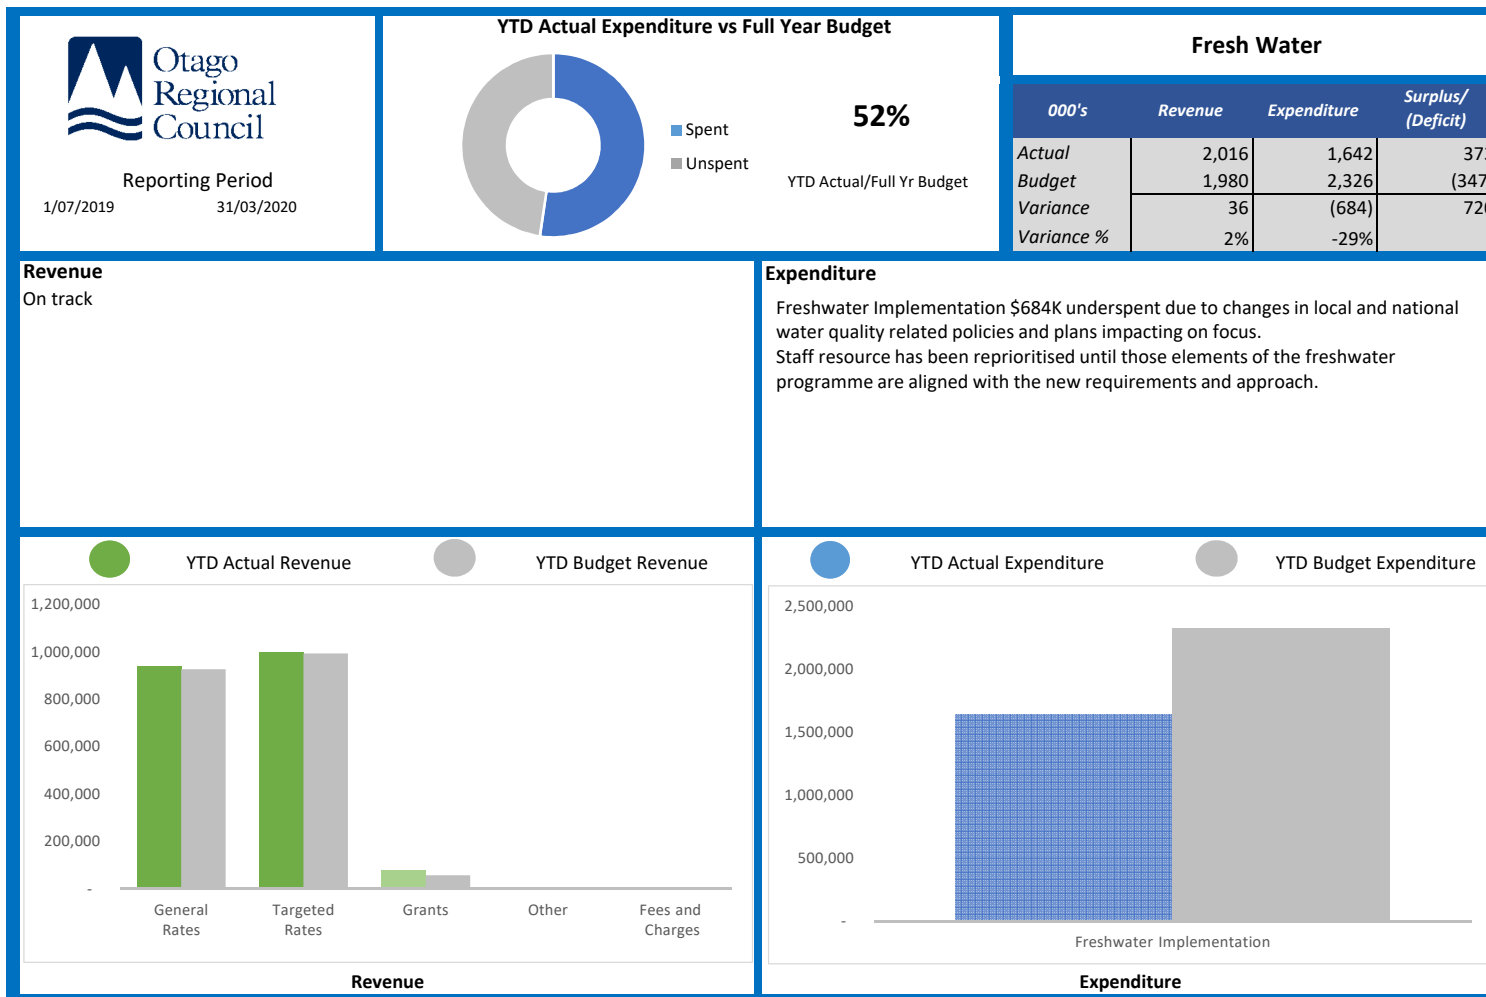 Otago
Regional
Council
Reporting Period
1/07/2019 31/03/2020
YTD Actual Expenditure vs Full Year Budget
Spent
Unspent
52%
YTD Actual/Full Yr Budget
Fresh Water
000's Revenue Expenditure Surplus/ (Deficit)
Actual 2,016 1,642
Budget 1,980 2,326 (347
Variance 36 (684)
Variance % 2% -29%
Revenue
On track
Expenditure
Freshwater Implementation $684K underspent due to changes in local and national
water quality related policies and plans impacting on focus.
Staff resource has been reprioritised until those elements of the freshwater
programme are aligned with the new requirements and approach.
YTD Actual Revenue YTD Budget Revenue
1,200,000
1,000,000
800,000
600,000
400,000
200,000
-
General Rates
Targeted Rates
Grants
Other
Fees and Charges
Revenue
YTD Actual Expenditure YTD Budget Expenditure
2,500,000
2,000,000
1,500,000
1,000,000
500,000
-
Freshwater Implementation
Expenditure